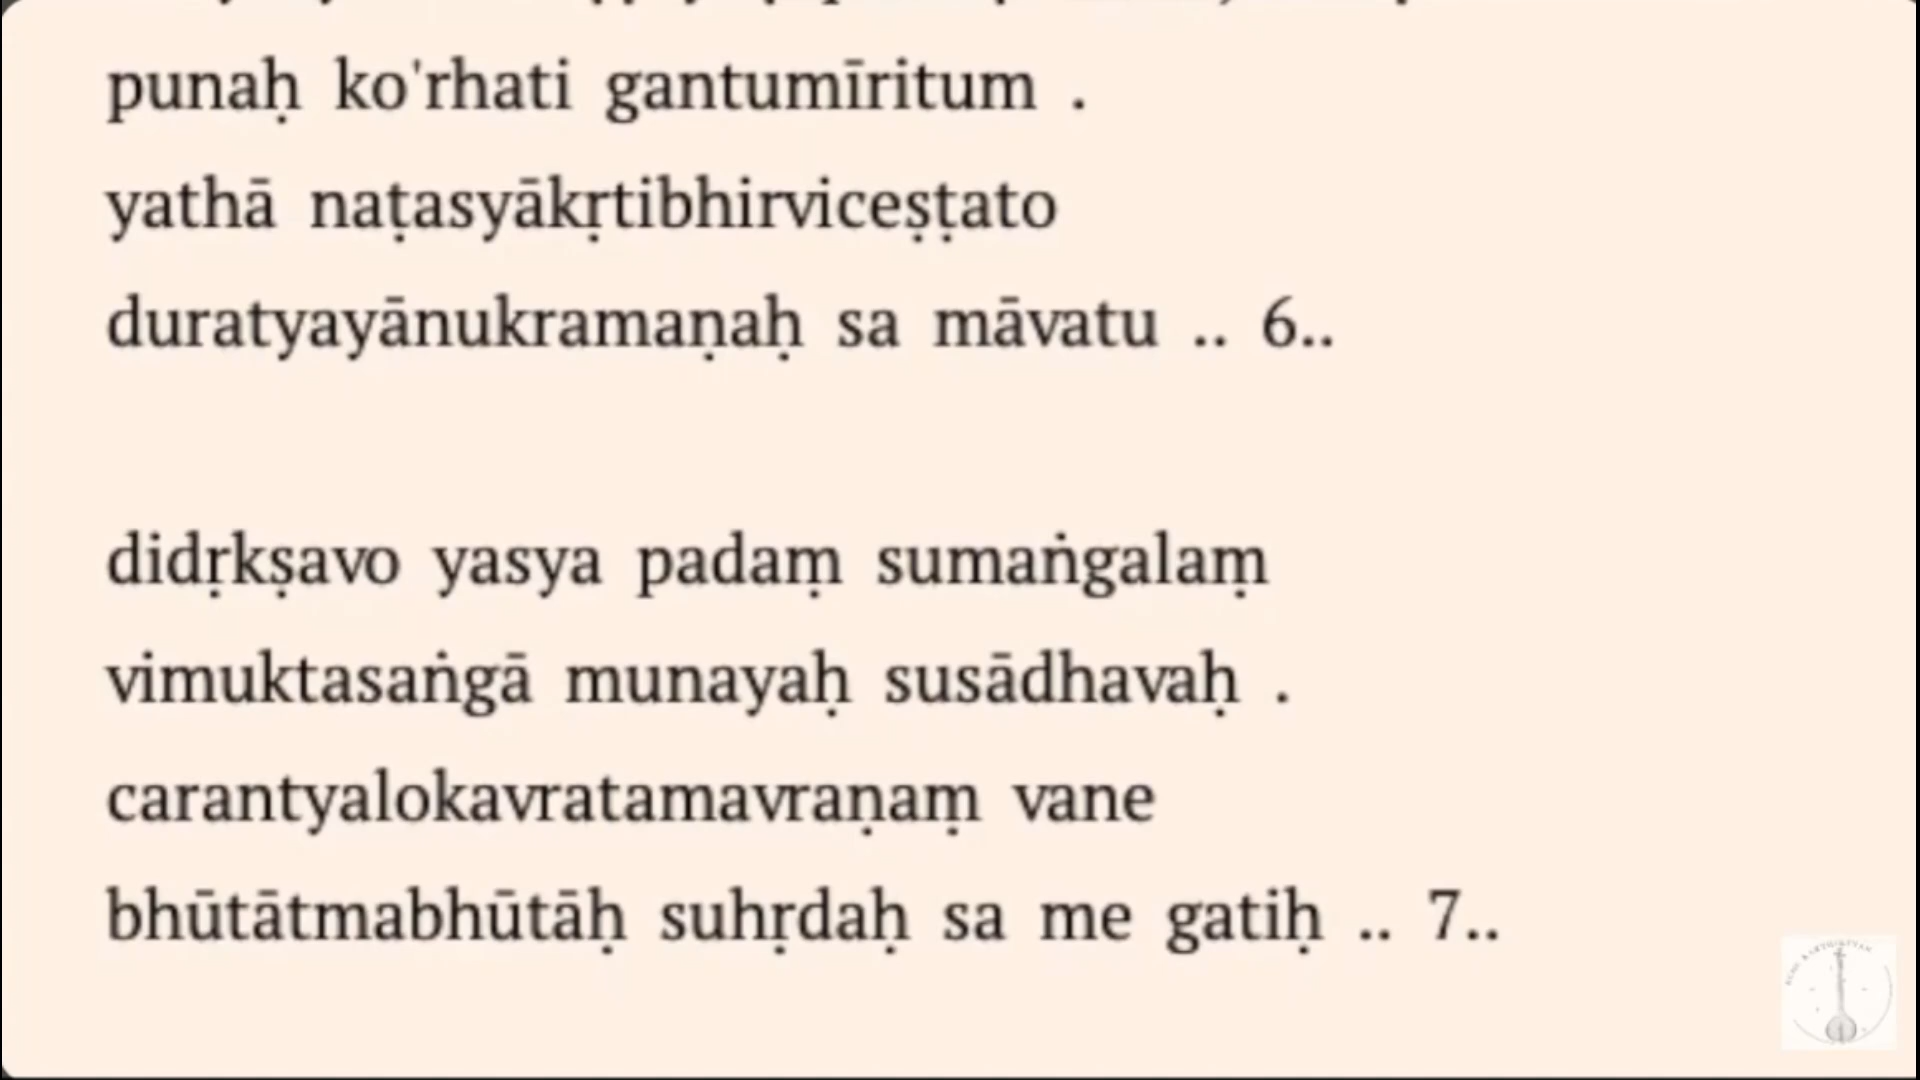 punaḥ ko'rhati gantumīritum .
yathā naṭasyākṛtibhirviceṣṭato
duratyayānukramaṇaḥ sa māvatu .. 6..
didṛkṣavo yasya padaṃ sumaṅgalaṃ
vimuktasaṅgā munayaḥ susādhavaḥ .
carantyalokavratamavraṇaṃ vane
bhūtātmabhūtāḥ suhṛdaḥ sa me gatiḥ .. 7..